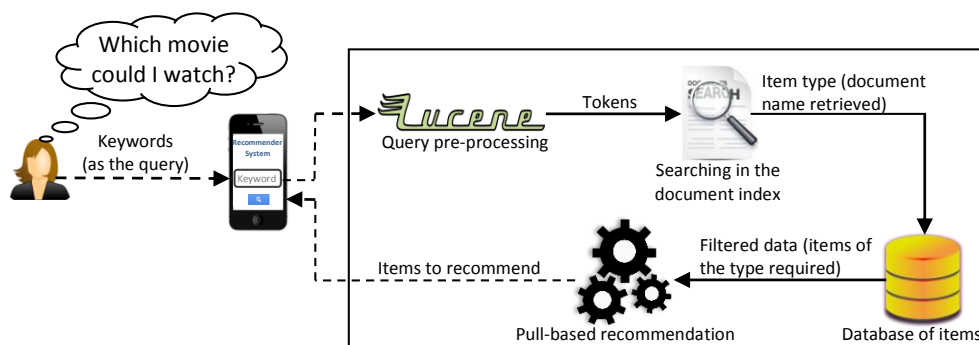 Which movie
could I watch?
Keywords
(as the query)
Recommender
System
Keyword
Lucene
Query pre-processing
Tokens
DOCUMENTS
SEARCH
Searching in the
document index
Item type (document
name retrieved)
Filtered data (items of
the type required)
Items to recommend
Pull-based recommendation
Database of items